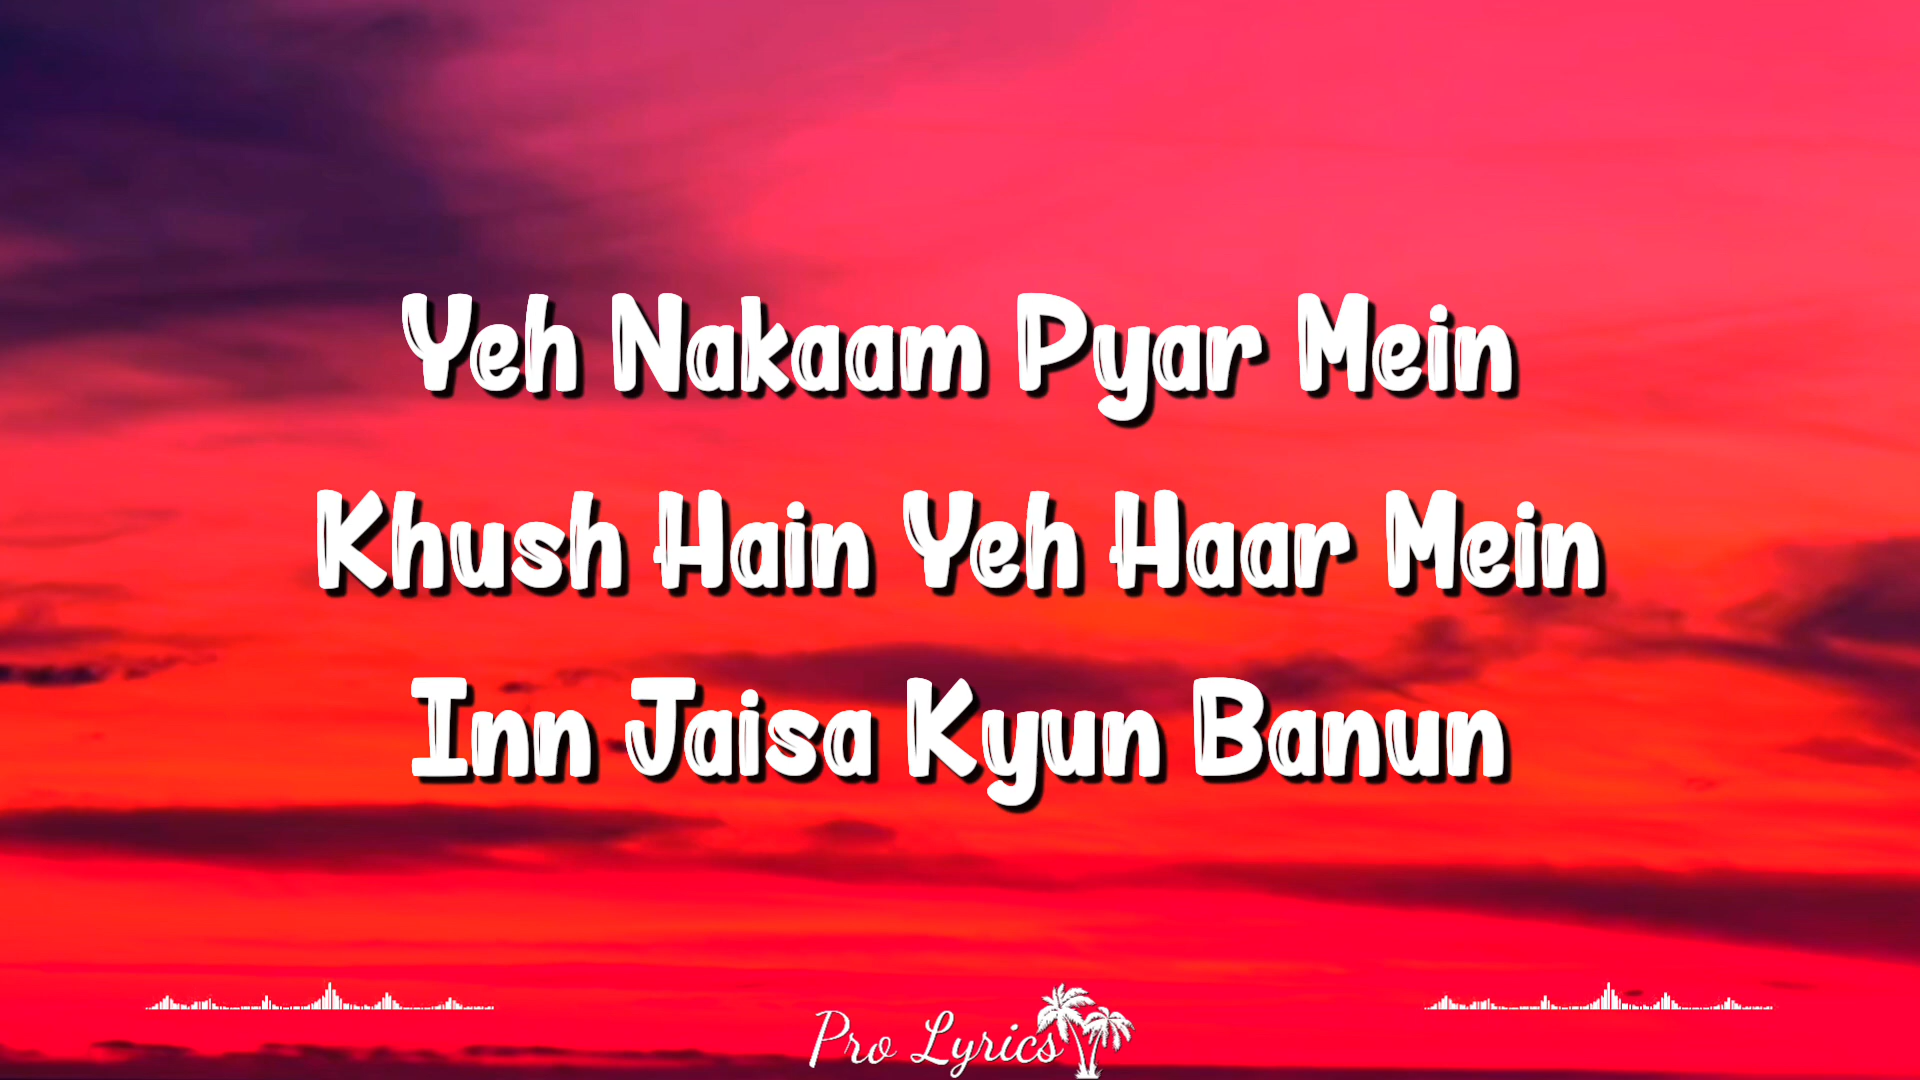 Yeh Nakaam Pyar Mein
Khush Hain Yeh Haar Mein
Inn Jaisa Kyun Banun
Pro Lyrics